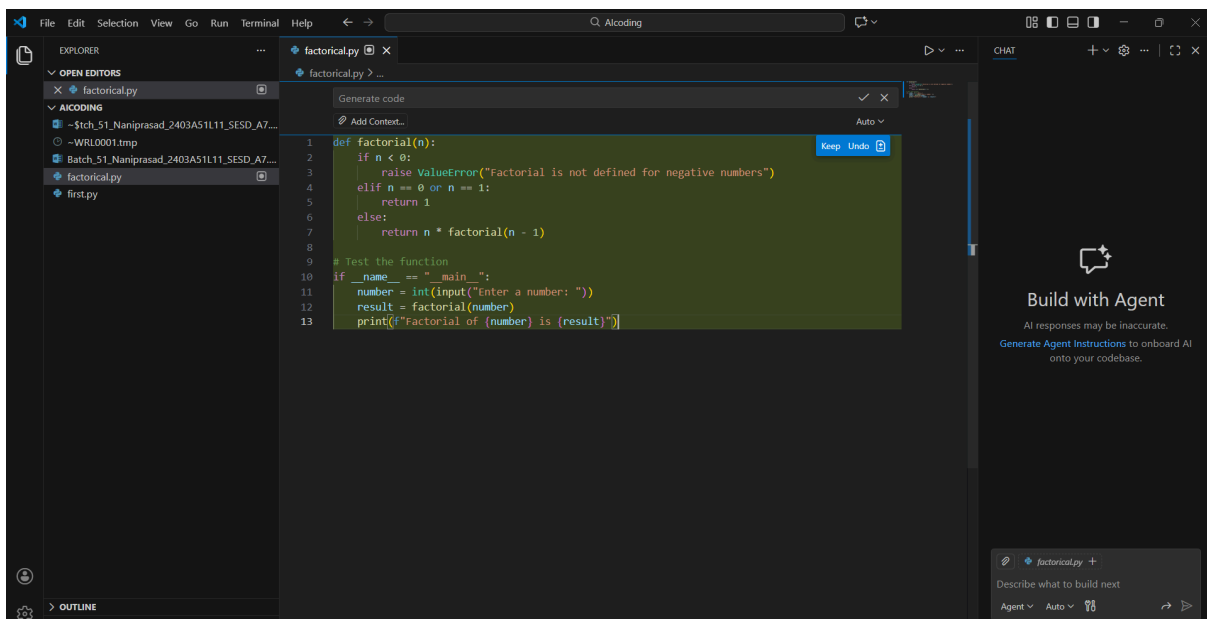 File Edit Selection View Go Run Terminal Help
AIcoding
EXPLORER
OPEN EDITORS
factorical.py
AICODING
~$tch_51_Naniprasad_2403A51L11_SESD_A7....
~WRL0001.tmp
Batch_51_Naniprasad_2403A51L11_SESD_A7....
factorical.py
first.py
OUTLINE
factorical.py
factorical.py > ...
Generate code
Add Context...
Auto
Keep Undo
1 def factorial(n):
2 if n < 0:
3 raise ValueError("Factorial is not defined for negative numbers")
4 elif n == 0 or n == 1:
5 return 1
6 else:
7 return n * factorial(n - 1)
8
9 # Test the function
10 if __name__ == "__main__":
11 number = int(input("Enter a number: "))
12 result = factorial(number)
13 print(f"Factorial of {number} is {result}")
CHAT
Build with Agent
AI responses may be inaccurate.
Generate Agent Instructions to onboard AI
onto your codebase.
factorical.py
Describe what to build next
Agent Auto